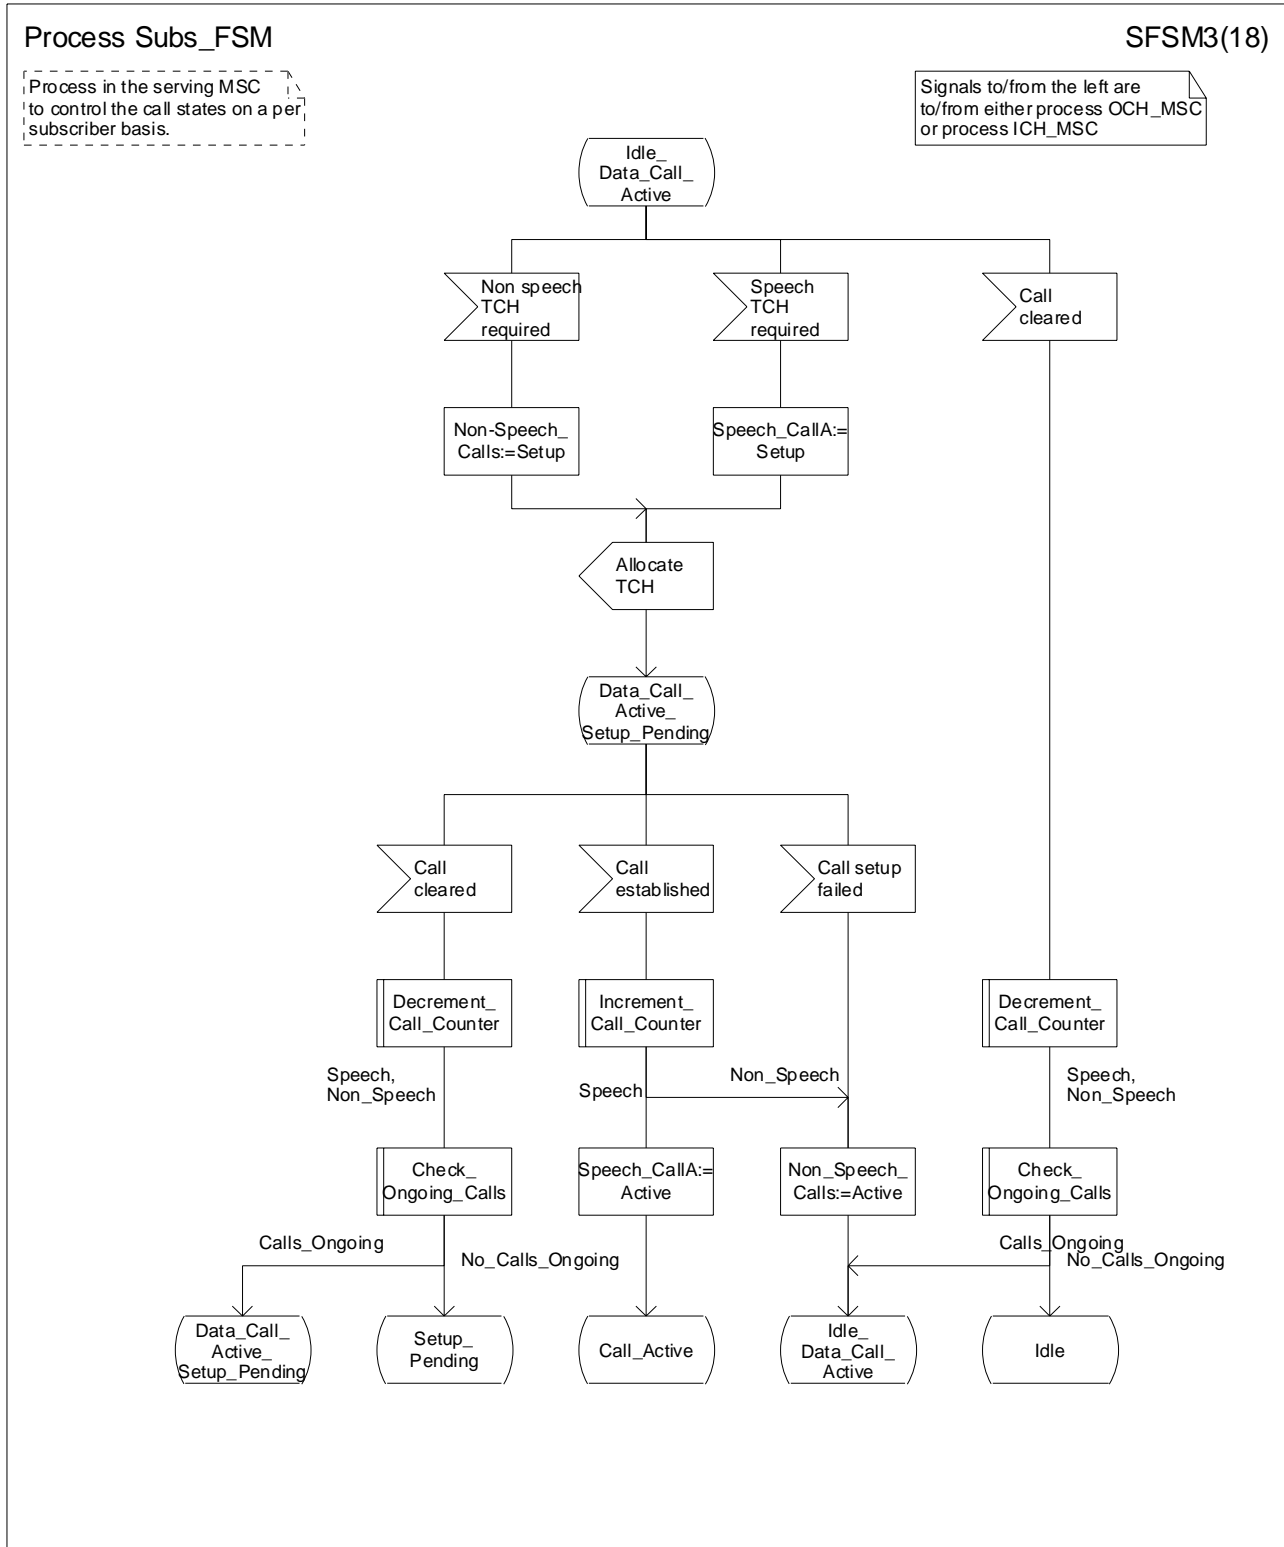 Process Subs_FSM
SFSM3(18)
Process in the serving MSC
to control the call states on a per
subscriber basis.
Signals to/from the left are
to/from either process OCH_MSC
or process ICH_MSC
Idle_
Data_Call_
Active
Non speech
TCH
required
Speech
TCH
required
Call
cleared
Non-Speech_
Calls:=Setup
Speech_CallA:=
Setup
Allocate
TCH
Data_Call_
Active_
Setup_Pending
Call
cleared
Call
established
Call setup
failed
Decrement_
Call_Counter
Increment_
Call_Counter
Decrement_
Call_Counter
Speech,
Non_Speech
Speech
Non_Speech
Speech,
Non_Speech
Check_
Ongoing_Calls
Speech_CallA:=
Active
Non_Speech_
Calls:=Active
Check_
Ongoing_Calls
Calls_Ongoing
No_Calls_Ongoing
Calls_Ongoing
No_Calls_Ongoing
Data_Call_
Active_
Setup_Pending
Setup_
Pending
Call_Active
Idle_
Data_Call_
Active
Idle